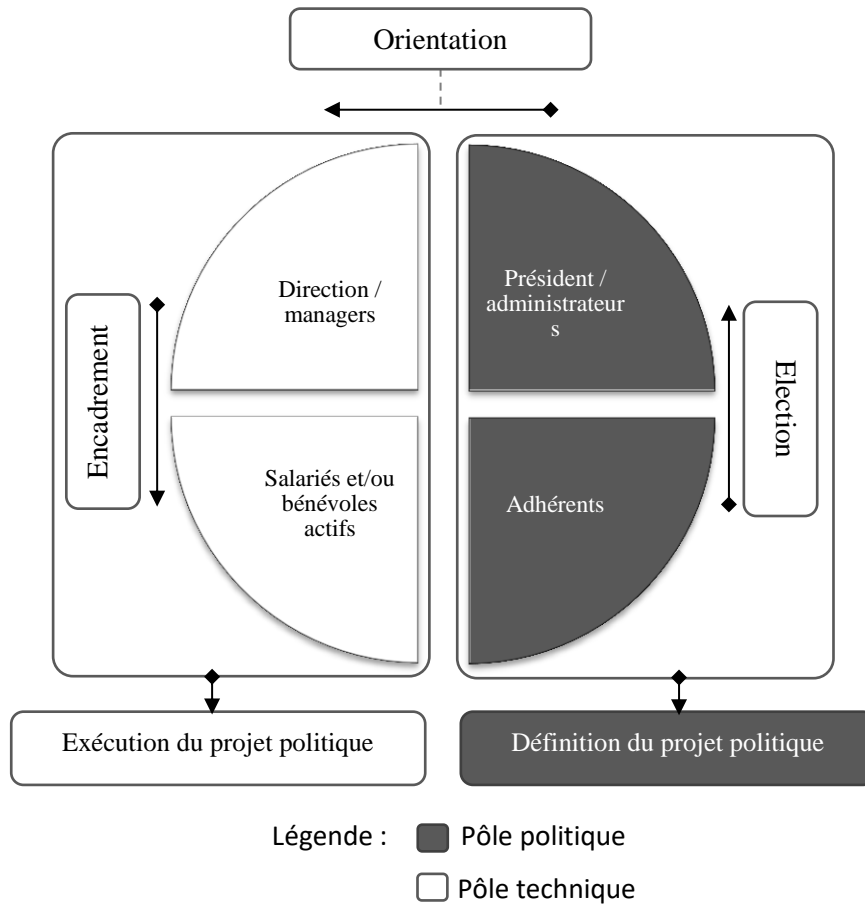 Orientation
Direction /
managers
Président /
administrateur
s
Encadrement
Election
Salariés et/ou
bénévoles
actifs
Adhérents
Exécution du projet politique
Définition du projet politique
Légende :
Pôle politique
Pôle technique